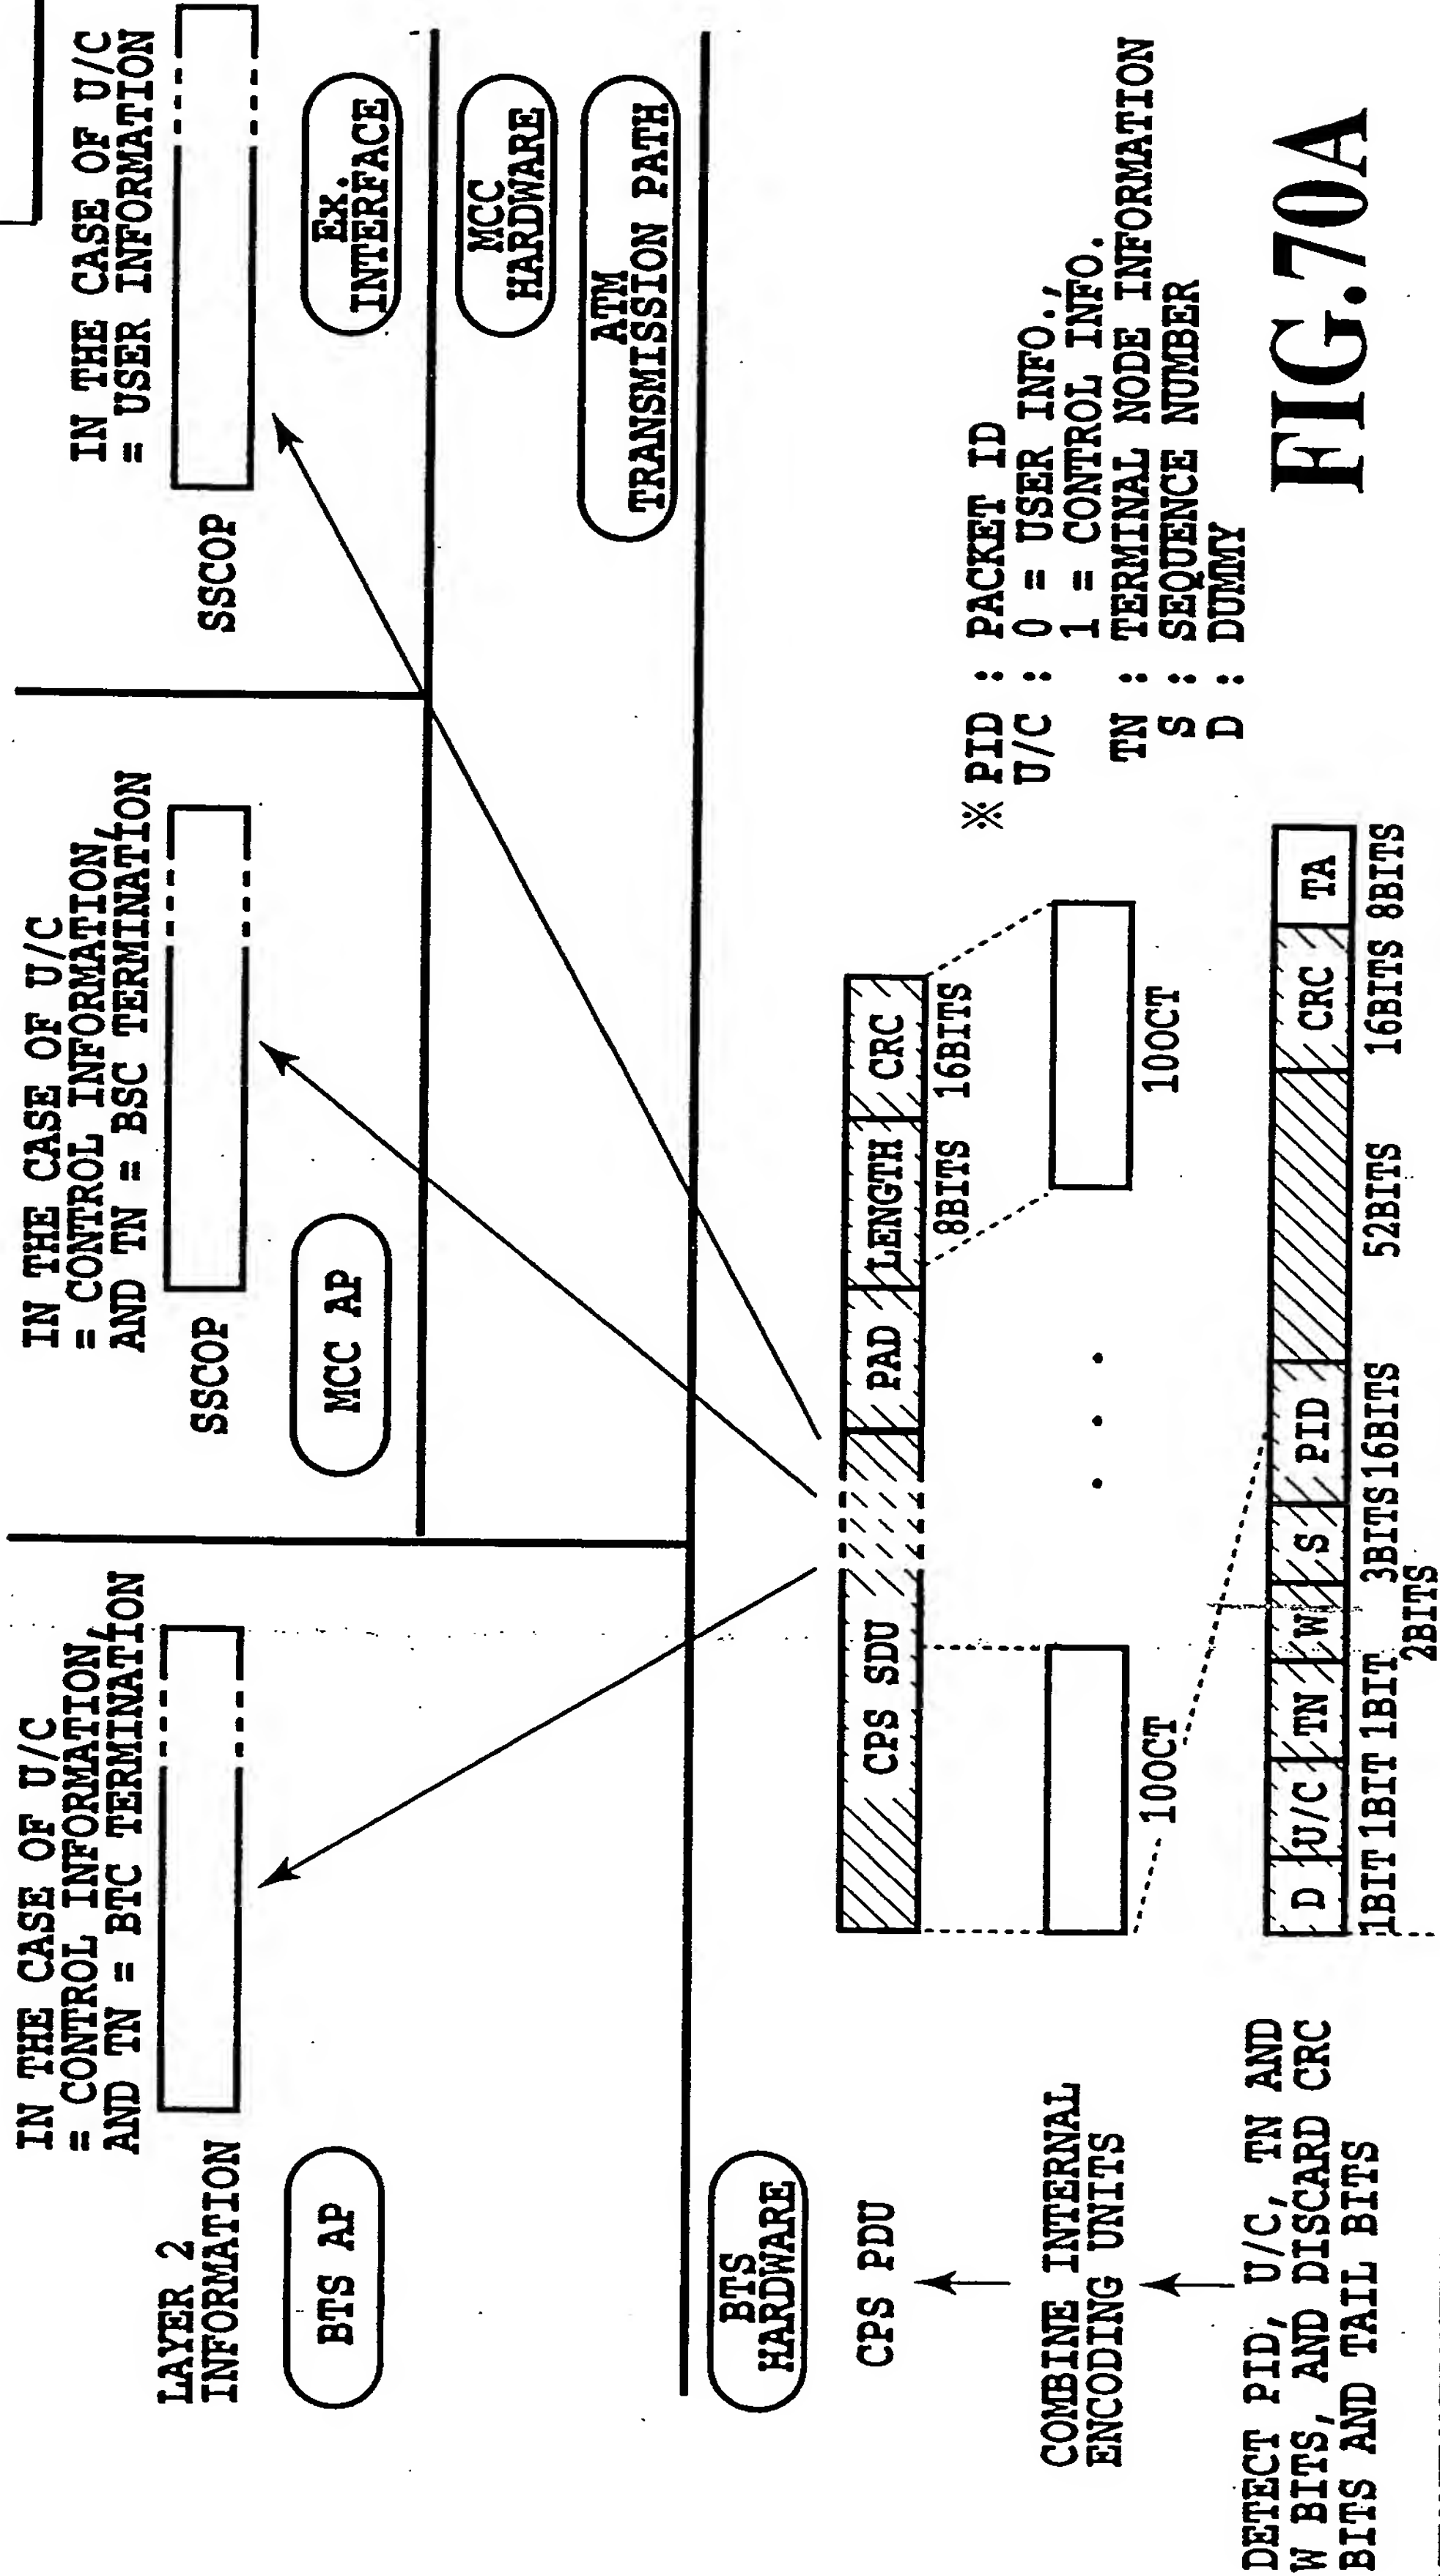 IN THE CASE OF U/C
= CONTROL INFORMATION,
AND TN = BTC TERMINATION
LAYER 2
INFORMATION
BTS AP
IN THE CASE OF U/C
= CONTROL INFORMATION,
AND TN = BSC TERMINATION
SSCOP
MCC AP
IN THE CASE OF U/C
= USER INFORMATION
SSCOP
Ex.
INTERFACE
MCC
HARDWARE
ATM
TRANSMISSION PATH
BTS
HARDWARE
CPS PDU
CPS SDU
PAD
LENGTH
CRC
8BITS
16BITS
COMBINE INTERNAL
ENCODING UNITS
10OCT
• • •
10OCT
※ PID : PACKET ID
U/C : 0 = USER INFO.,
1 = CONTROL INFO.
TN : TERMINAL NODE INFORMATION
S : SEQUENCE NUMBER
D : DUMMY
DETECT PID, U/C, TN AND
W BITS, AND DISCARD CRC
BITS AND TAIL BITS
D
U/C
TN
W
S
PID
CRC
TA
1BIT
1BIT
1BIT
2BITS
3BITS
16BITS
52BITS
16BITS
8BITS
FIG.70A